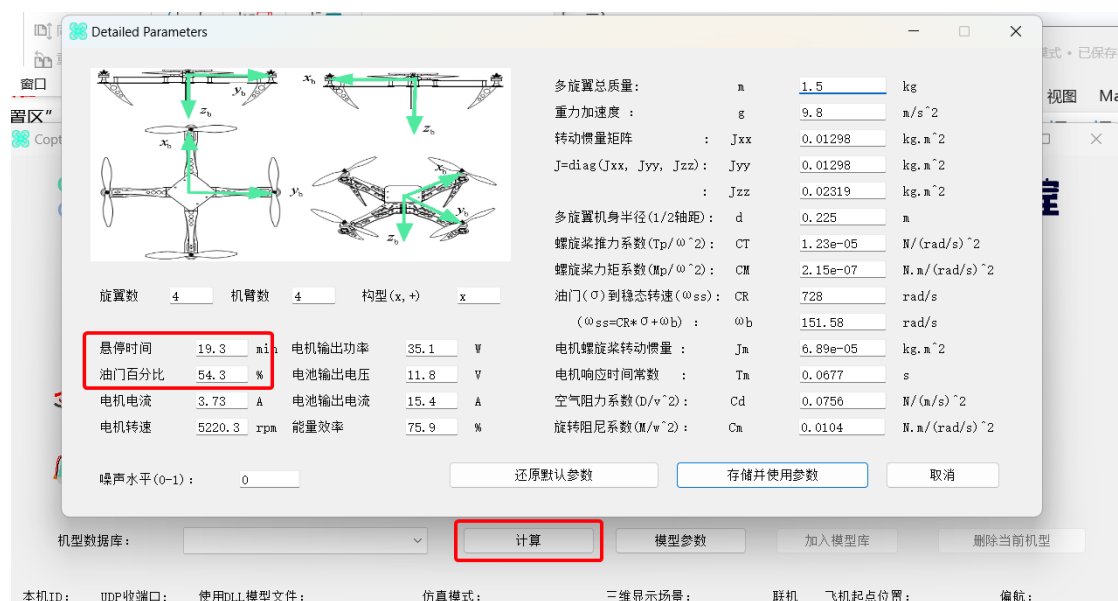 Detailed Parameters
模式 • 已保存
窗口
视图 Ma
置区"
Copt
x_b y_b z_b
x_b z_b
x_b y_b
x_b y_b z_b
多旋翼总质量: m 1.5 kg
重力加速度 : g 9.8 m/s^2
转动惯量矩阵 : Jxx 0.01298 kg.m^2
J=diag(Jxx, Jyy, Jzz): Jyy 0.01298 kg.m^2
: Jzz 0.02319 kg.m^2
多旋翼机身半径(1/2轴距): d 0.225 m
螺旋桨推力系数(Tp/ω^2): CT 1.23e-05 N/(rad/s)^2
螺旋桨力矩系数(Mp/ω^2): CM 2.15e-07 N.m/(rad/s)^2
旋翼数 4 机臂数 4 构型(x,+) x
油门(σ)到稳态转速(ωss): CR 728 rad/s
(ωss=CR*σ+ωb) : ωb 151.58 rad/s
悬停时间 19.3 min 电机输出功率 35.1 W
电机螺旋桨转动惯量 : Jm 6.89e-05 kg.m^2
油门百分比 54.3 % 电池输出电压 11.8 V
电机响应时间常数 : Tm 0.0677 s
电机电流 3.73 A 电池输出电流 15.4 A
空气阻力系数(D/v^2): Cd 0.0756 N/(m/s)^2
电机转速 5220.3 rpm 能量效率 75.9 %
旋转阻尼系数(M/w^2): Cm 0.0104 N.m/(rad/s)^2
噪声水平(0-1): 0
还原默认参数 存储并使用参数 取消
机型数据库: 计算 模型参数 加入模型库 删除当前机型
本机ID: UDP收端口: 使用DLL模型文件: 仿真模式: 三维显示场景: 联机 飞机起点位置: 偏航: